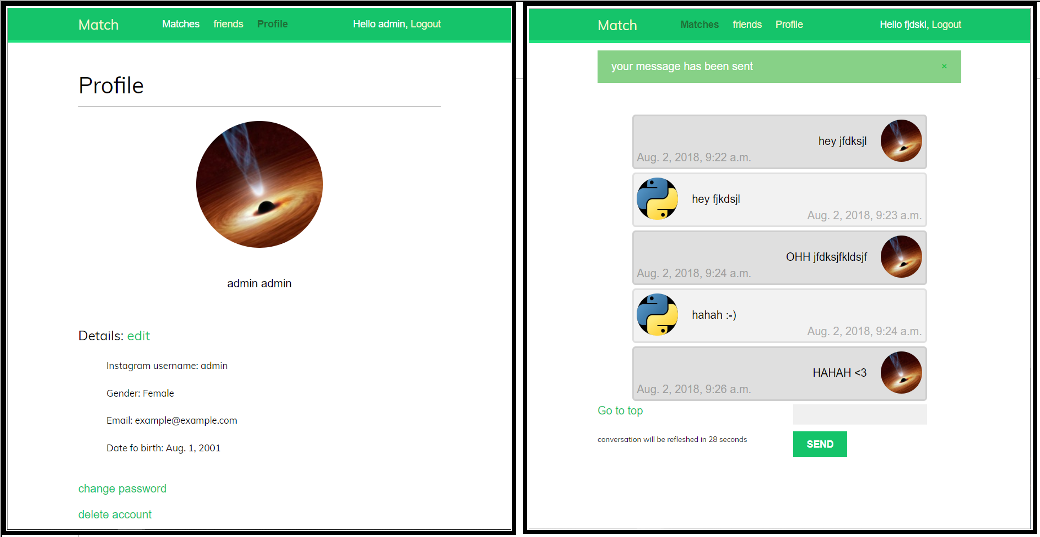 Match Matches friends Profile Hello admin, Logout
Profile
admin admin
Details: edit
Instagram username: admin
Gender: Female
Email: example@example.com
Date fo birth: Aug. 1, 2001
change password
delete account
Match Matches friends Profile Hello fjdskl, Logout
your message has been sent ×
hey jfdksjl
Aug. 2, 2018, 9:22 a.m.
hey fjkdsjl
Aug. 2, 2018, 9:23 a.m.
OHH jfdksjfkldsjf
Aug. 2, 2018, 9:24 a.m.
hahah :-)
Aug. 2, 2018, 9:24 a.m.
HAHAH <3
Aug. 2, 2018, 9:26 a.m.
Go to top
conversation will be refleshed in 28 seconds
SEND